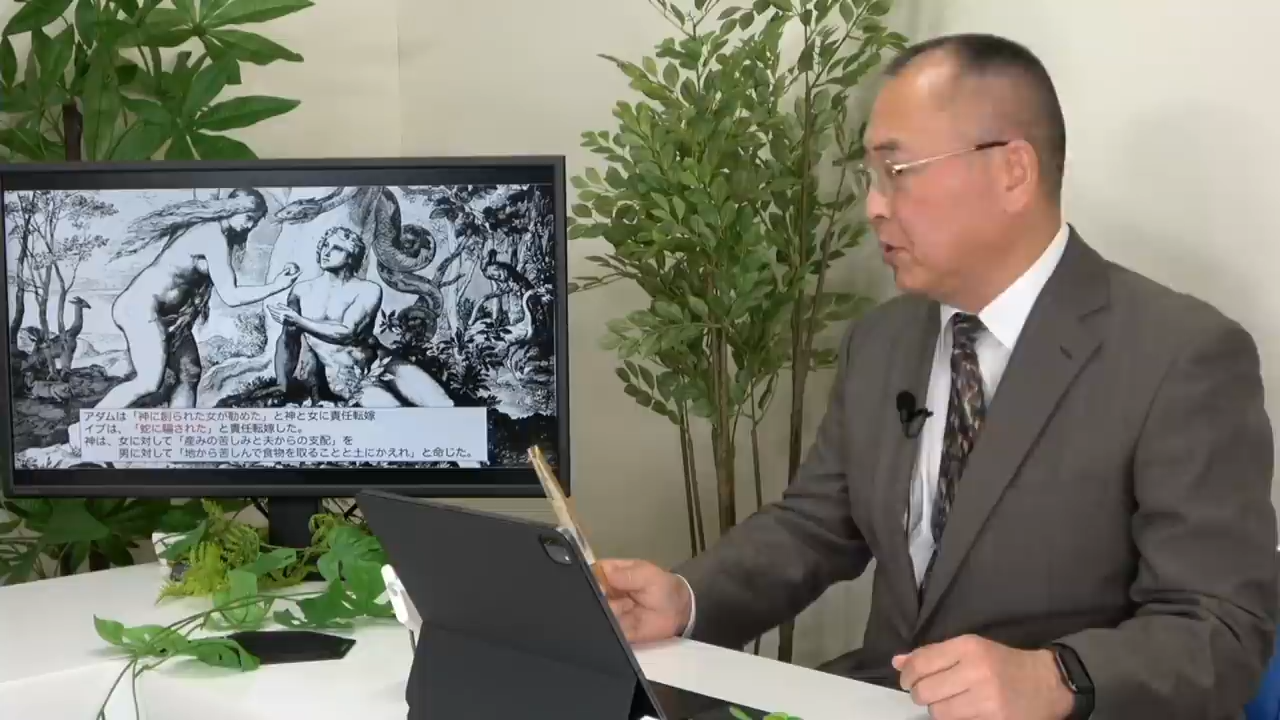 アダムは「神に創られた女が勧めた」と神と女に責任転嫁
イブは、「蛇に騙された」と責任転嫁した。
神は、女に対して「産みの苦しみと夫からの支配」を
男に対して「地から苦しんで食物を取ることと土にかえれ」と命じた。